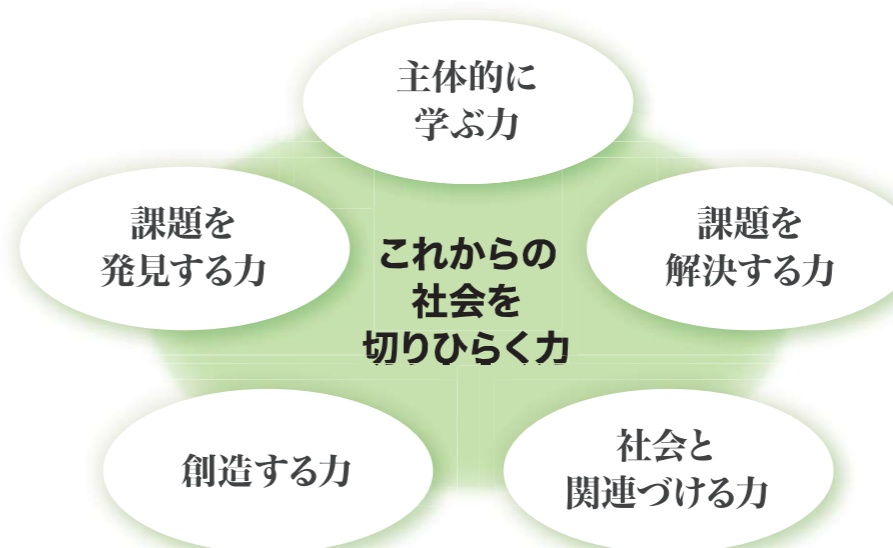 主体的に
学ぶ力
課題を
発見する力
これからの
社会を
切りひらく力
課題を
解決する力
創造する力
社会と
関連づける力